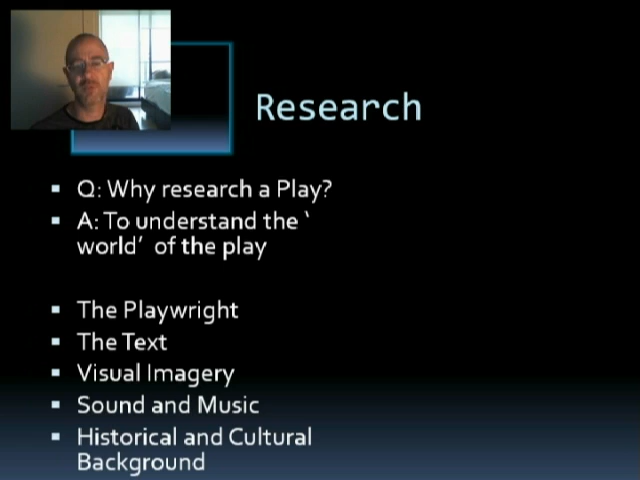 Research
Q: Why research a Play?
A: To understand the ‘
world’ of the play
The Playwright
The Text
Visual Imagery
Sound and Music
Historical and Cultural
Background